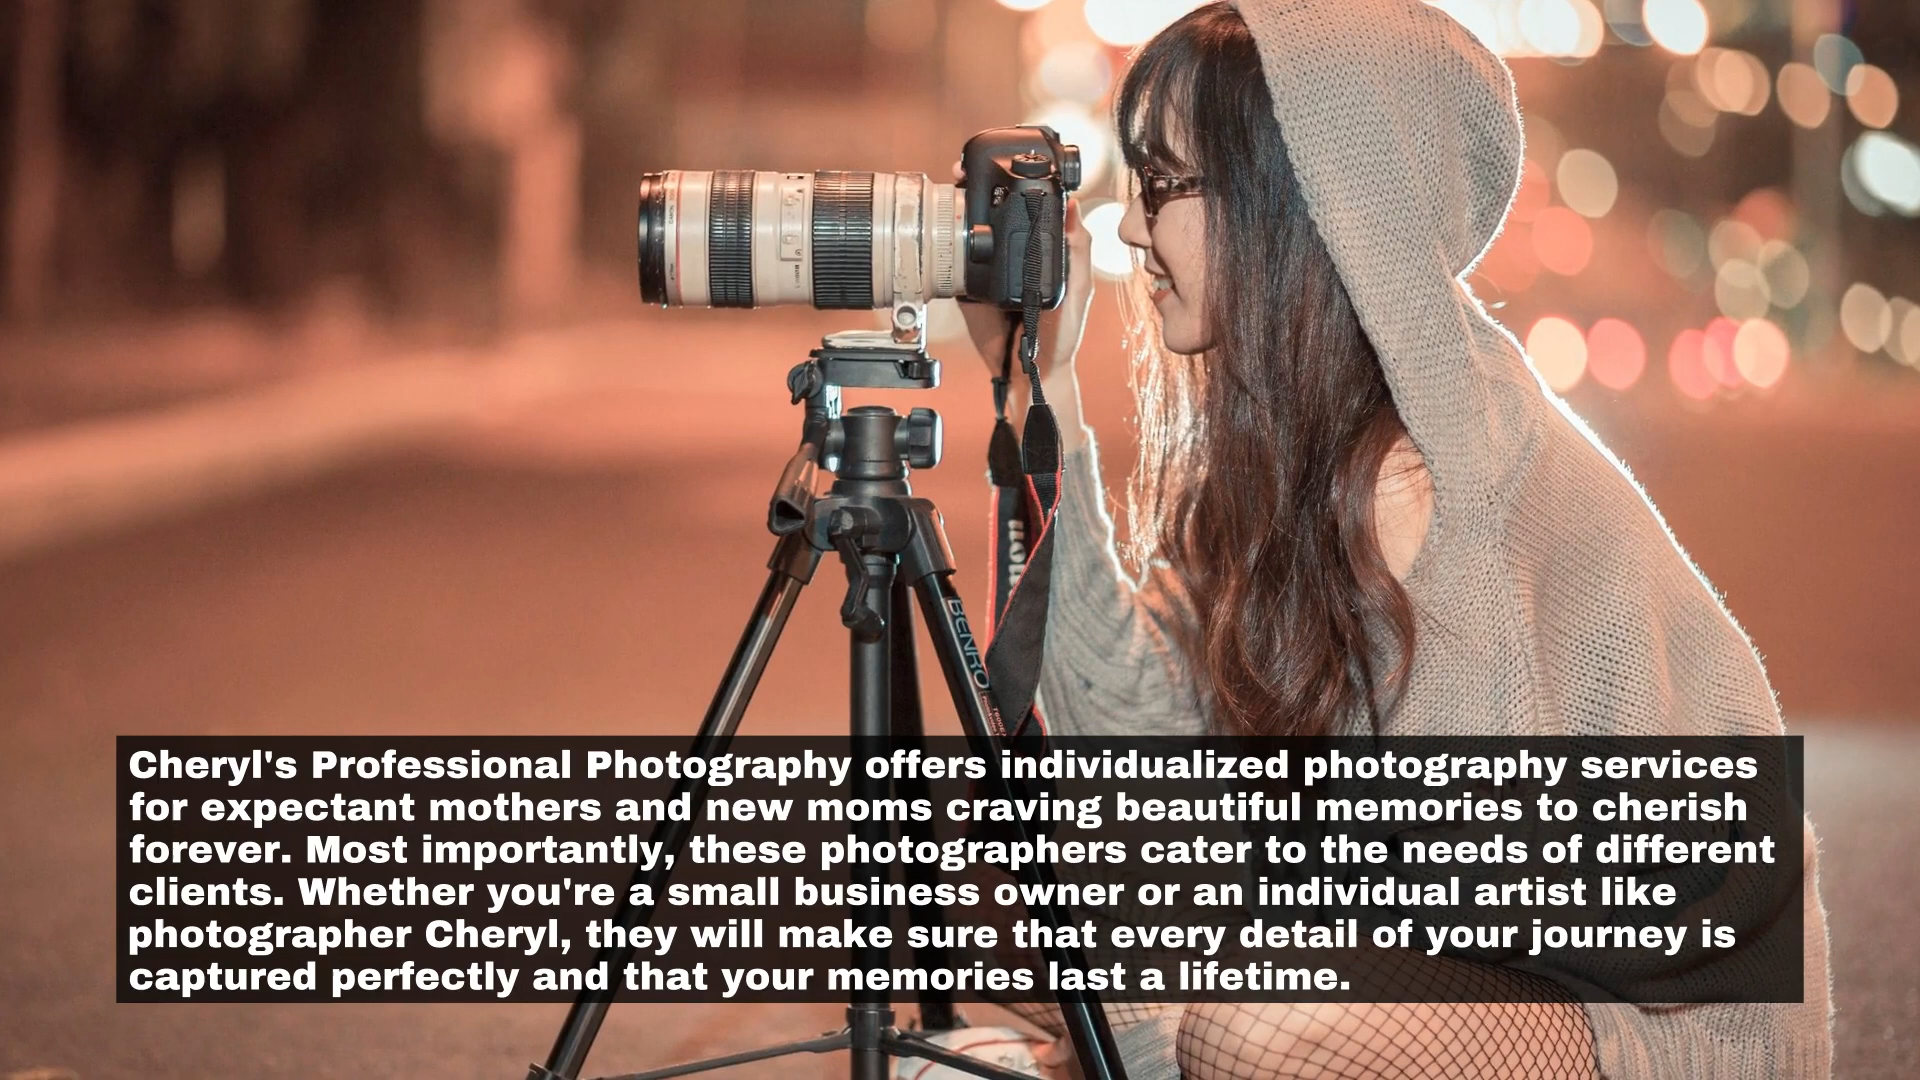 Canon
BENRO
Cheryl's Professional Photography offers individualized photography services
for expectant mothers and new moms craving beautiful memories to cherish
forever. Most importantly, these photographers cater to the needs of different
clients. Whether you're a small business owner or an individual artist like
photographer Cheryl, they will make sure that every detail of your journey is
captured perfectly and that your memories last a lifetime.